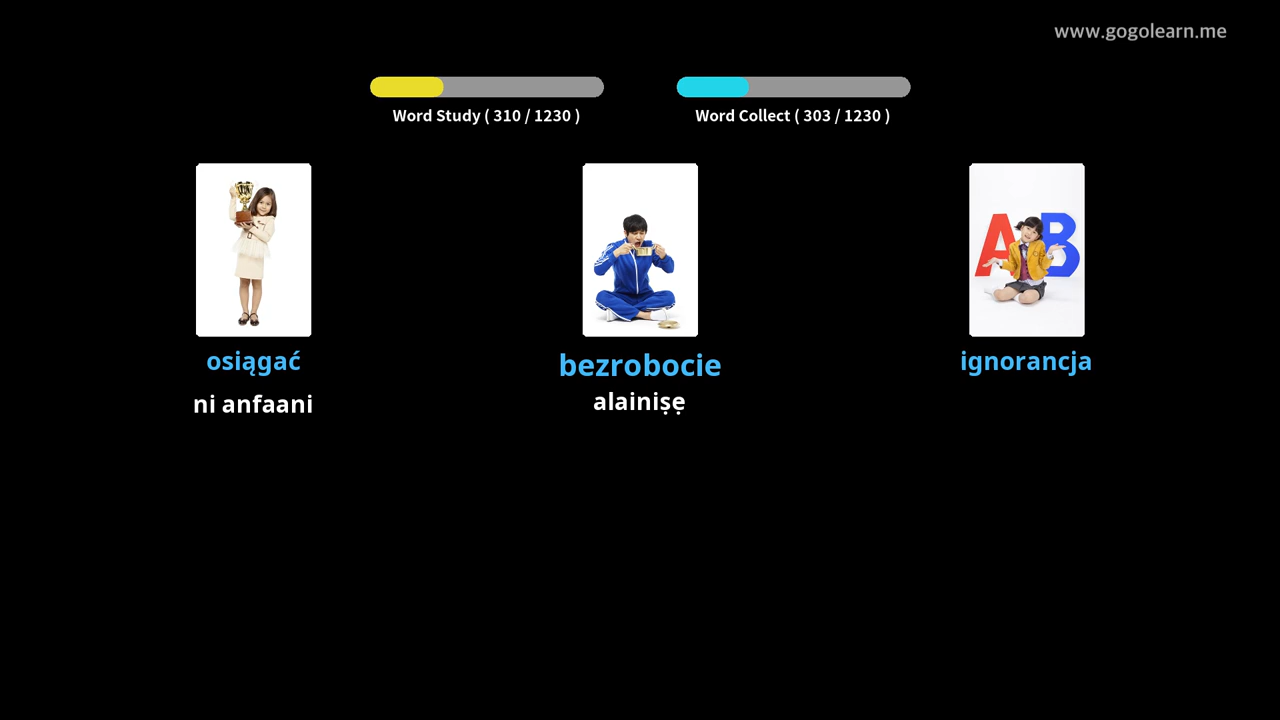 www.gogolearn.me
Word Study ( 310 / 1230 )
Word Collect ( 303 / 1230 )
osiągać
bezrobocie
ignorancja
ni anfaani
alainiṣẹ
A B